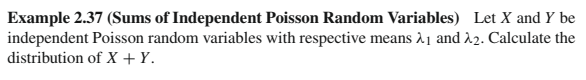 Example 2.37 (Sums of Independent Poisson Random Variables) Let X and Y be
independent Poisson random variables with respective means λ₁ and λ₂. Calculate the
distribution of X + Y.